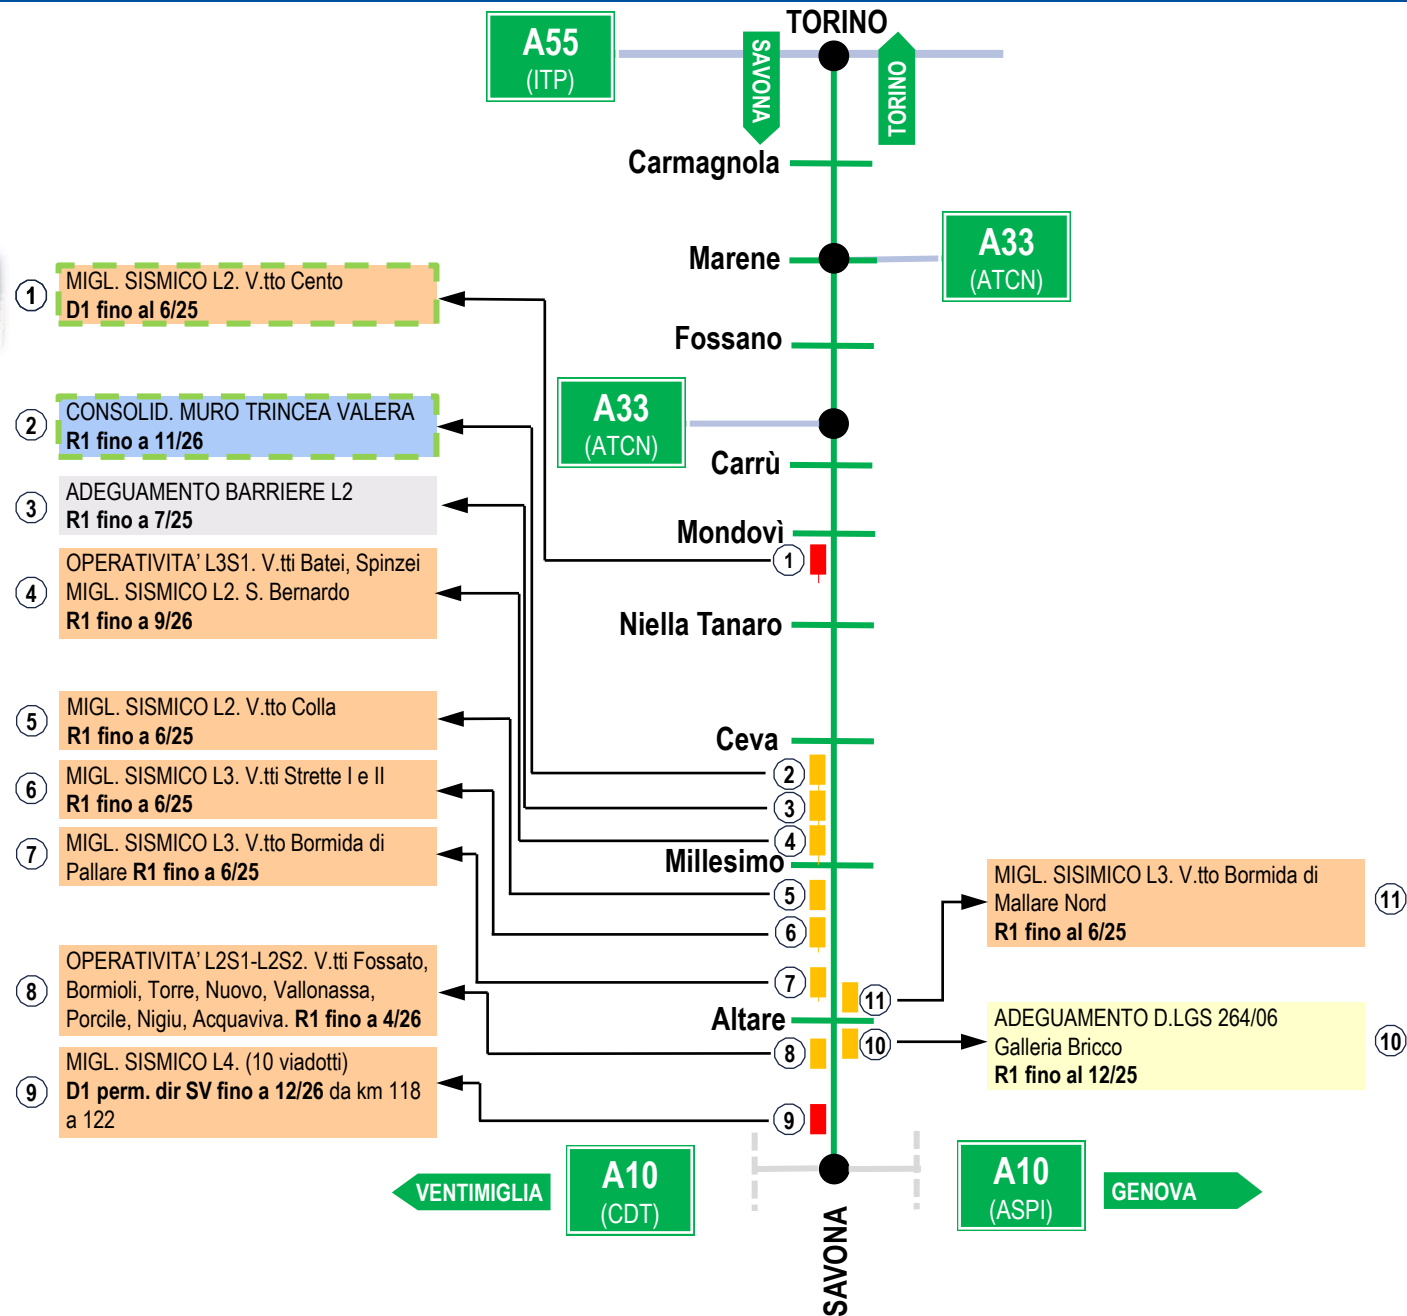 TORINO
A55
(ITP)
SAVONA
TORINO
Carmagnola
Marene
A33
(ATCN)
Fossano
A33
(ATCN)
Carrù
Mondovì
1
Niella Tanaro
Ceva
2
3
4
Millesimo
5
6
7
11
Altare
10
8
9
1
MIGL. SISMICO L2. V.tto Cento
D1 fino al 6/25
2
CONSOLID. MURO TRINCEA VALERA
R1 fino a 11/26
3
ADEGUAMENTO BARRIERE L2
R1 fino a 7/25
4
OPERATIVITA’ L3S1. V.tti Batei, Spinzei
MIGL. SISMICO L2. S. Bernardo
R1 fino a 9/26
5
MIGL. SISMICO L2. V.tto Colla
R1 fino a 6/25
6
MIGL. SISMICO L3. V.tti Strette I e II
R1 fino a 6/25
7
MIGL. SISMICO L3. V.tto Bormida di
Pallare R1 fino a 6/25
8
OPERATIVITA’ L2S1-L2S2. V.tti Fossato,
Bormioli, Torre, Nuovo, Vallonassa,
Porcile, Nigiu, Acquaviva. R1 fino a 4/26
9
MIGL. SISMICO L4. (10 viadotti)
D1 perm. dir SV fino a 12/26 da km 118
a 122
MIGL. SISIMICO L3. V.tto Bormida di
Mallare Nord
R1 fino al 6/25
11
ADEGUAMENTO D.LGS 264/06
Galleria Bricco
R1 fino al 12/25
10
VENTIMIGLIA
A10
(CDT)
SAVONA
A10
(ASPI)
GENOVA